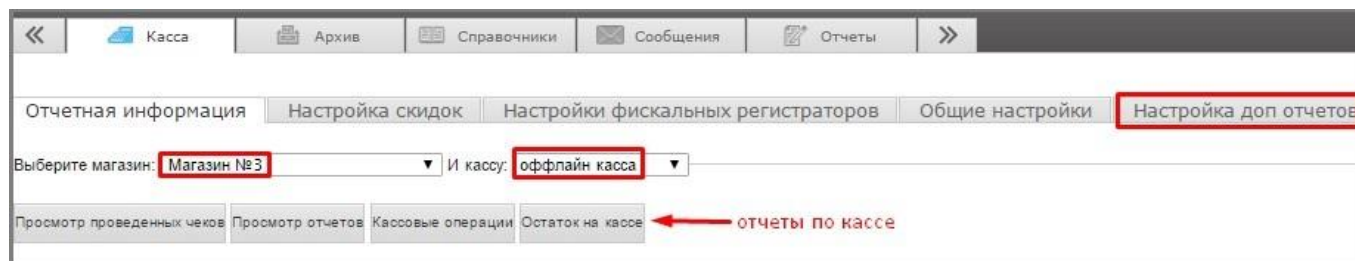 « Касса Архив Справочники Сообщения Отчеты »
Отчетная информация Настройка скидок Настройки фискальных регистраторов Общие настройки Настройка доп отчетов
Выберите магазин: Магазин №3 И кассу: оффлайн касса
Просмотр проведенных чеков Просмотр отчетов Кассовые операции Остаток на кассе отчеты по кассе